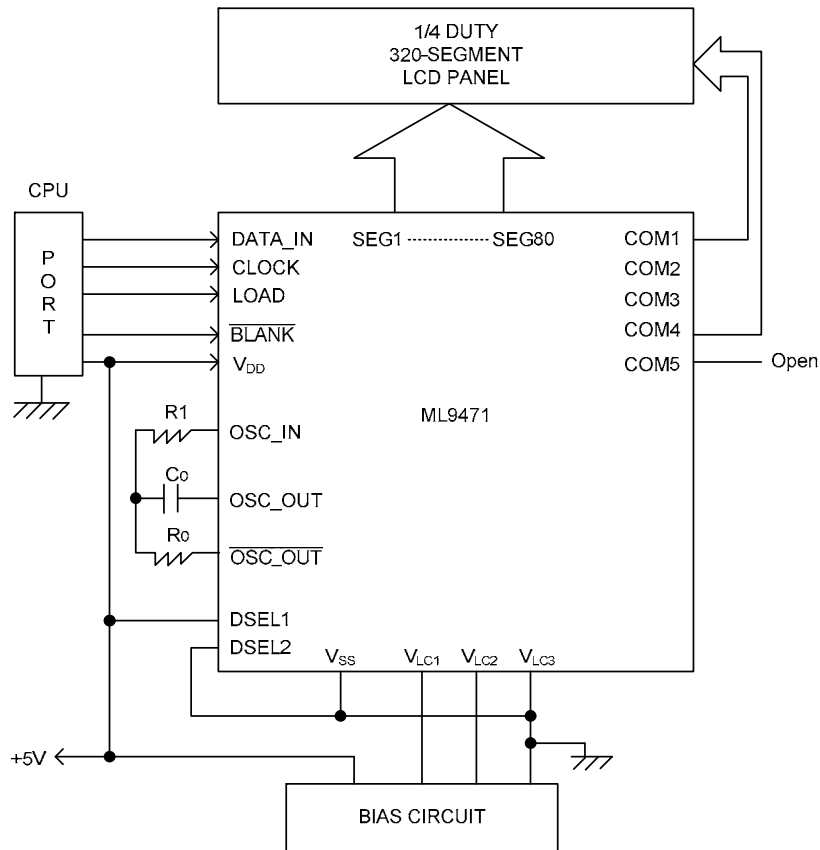 1/4 DUTY
320-SEGMENT
LCD PANEL
CPU
PORT
DATA_IN
CLOCK
LOAD
BLANK
VDD
SEG1 ---------- SEG80
COM1
COM2
COM3
COM4
COM5
Open
ML9471
R1
OSC_IN
C0
OSC_OUT
R0
OSC_OUT
DSEL1
DSEL2
VSS
VLC1
VLC2
VLC3
+5V
BIAS CIRCUIT